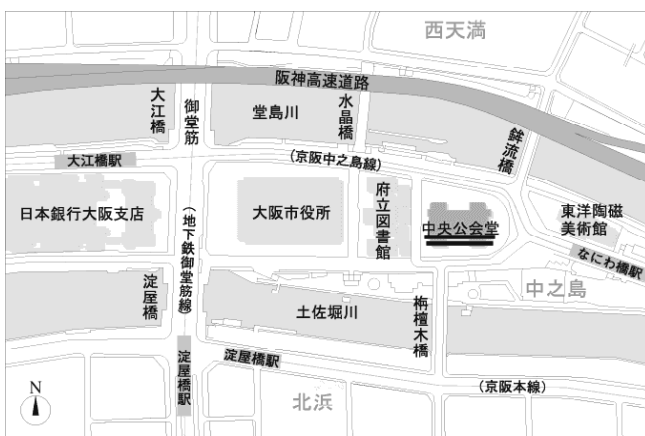 西天満
阪神高速道路
大江橋
御堂筋
堂島川
水晶橋
鉾流橋
大江橋駅
(京阪中之島線)
日本銀行大阪支店
(地下鉄御堂筋線)
大阪市役所
府立図書館
中央公会堂
東洋陶磁
美術館
なにわ橋駅
中之島
淀屋橋
土佐堀川
栴檀木橋
淀屋橋駅
淀屋橋駅
(京阪本線)
北浜
N